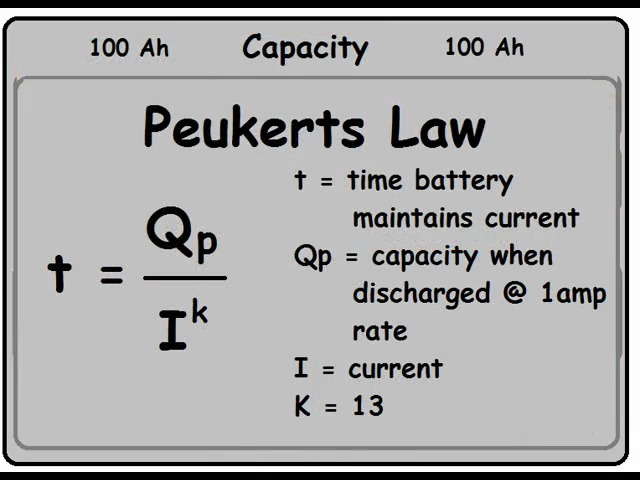 100 Ah Capacity 100 Ah
Peukerts Law
t = time battery
maintains current
Qp = capacity when
discharged @ 1amp
rate
I = current
K = 13
t = Qp / I^k